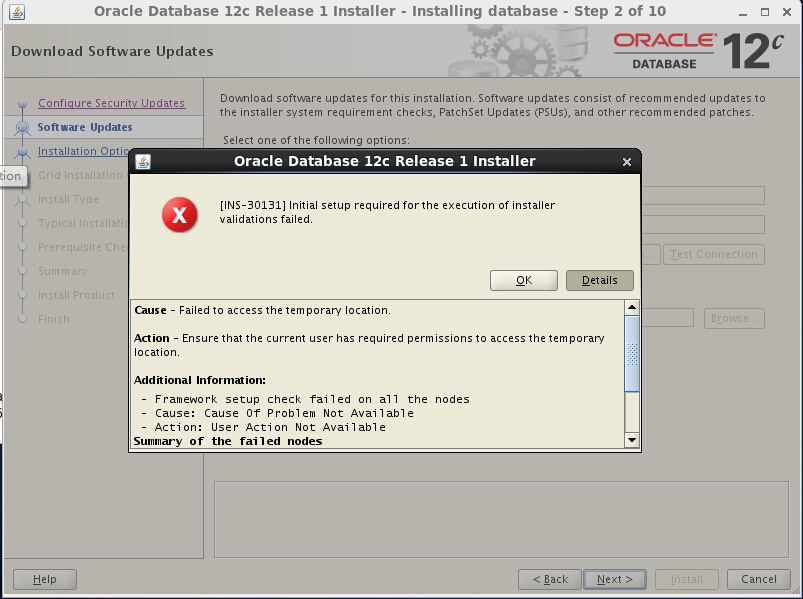 Oracle Database 12c Release 1 Installer - Installing database - Step 2 of 10
Download Software Updates
ORACLE
DATABASE
12c
Configure Security Updates
Software Updates
Installation Optio
tion
Grid Installation
Install Type
Typical Installatio
Prerequisite Che
Summary
Install Product
Finish
Download software updates for this installation. Software updates consist of recommended updates to
the installer system requirement checks, PatchSet Updates (PSUs), and other recommended patches.
Select one of the following options:
Oracle Database 12c Release 1 Installer
[INS-30131] Initial setup required for the execution of installer
validations failed.
OK
Details
Cause - Failed to access the temporary location.
Action - Ensure that the current user has required permissions to access the temporary
location.
Additional Information:
- Framework setup check failed on all the nodes
- Cause: Cause Of Problem Not Available
- Action: User Action Not Available
Summary of the failed nodes
Test Connection
Browse...
Help
< Back
Next >
Install
Cancel